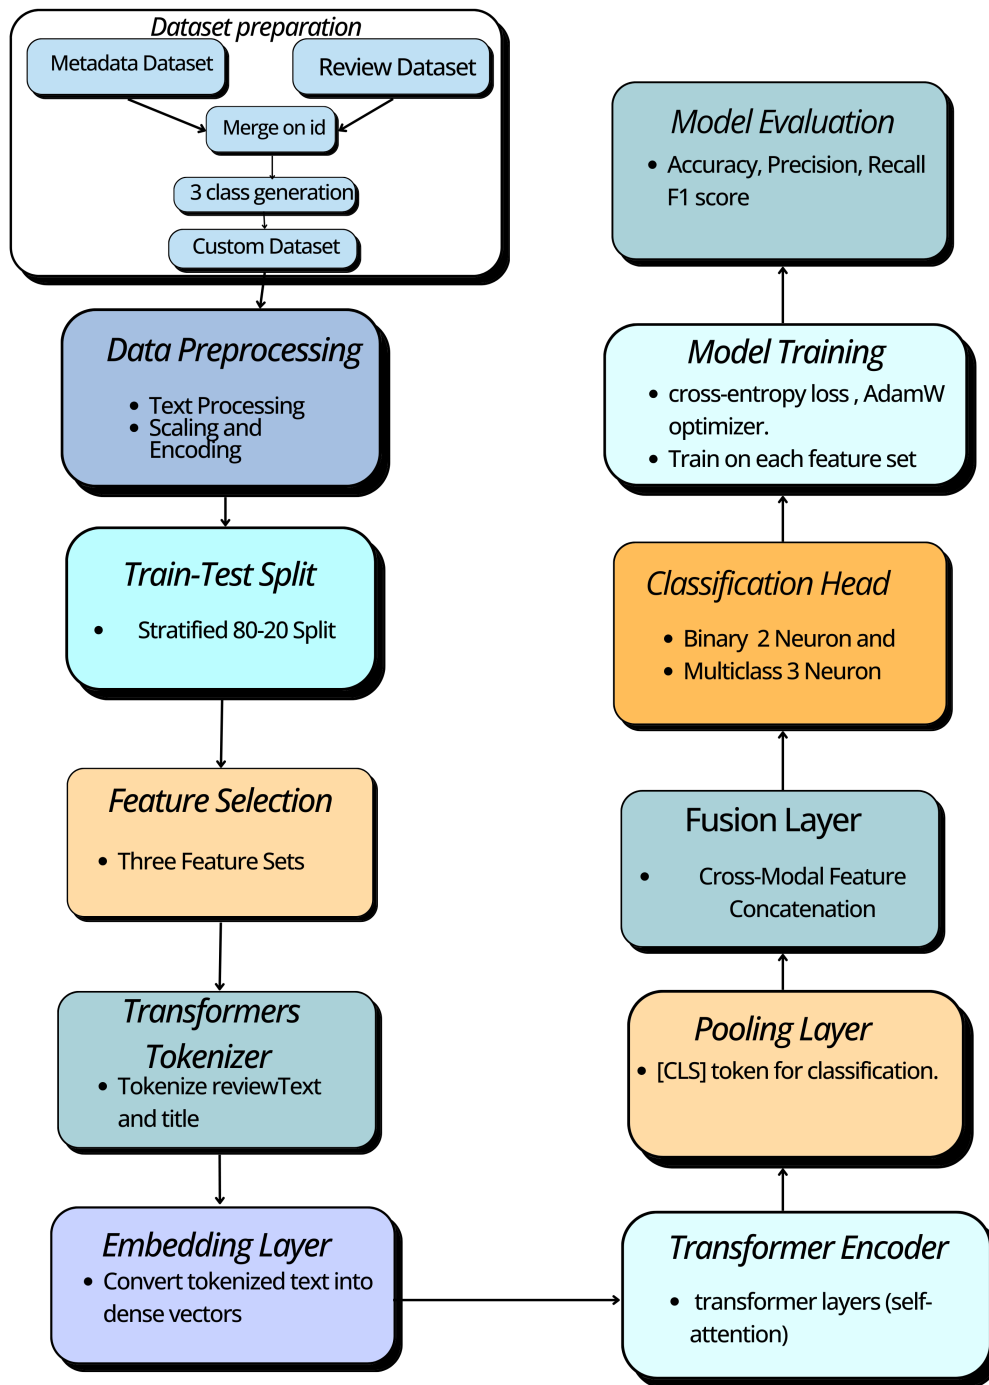 Dataset preparation
Metadata Dataset
Review Dataset
Merge on id
3 class generation
Custom Dataset
Data Preprocessing
• Text Processing
• Scaling and
Encoding
Train-Test Split
• Stratified 80-20 Split
Feature Selection
• Three Feature Sets
Transformers
Tokenizer
• Tokenize reviewText
and title
Embedding Layer
• Convert tokenized text into
dense vectors
Transformer Encoder
• transformer layers (self-
attention)
Pooling Layer
• [CLS] token for classification.
Fusion Layer
• Cross-Modal Feature
Concatenation
Classification Head
• Binary 2 Neuron and
• Multiclass 3 Neuron
Model Training
• cross-entropy loss , AdamW
optimizer.
• Train on each feature set
Model Evaluation
• Accuracy, Precision, Recall
F1 score